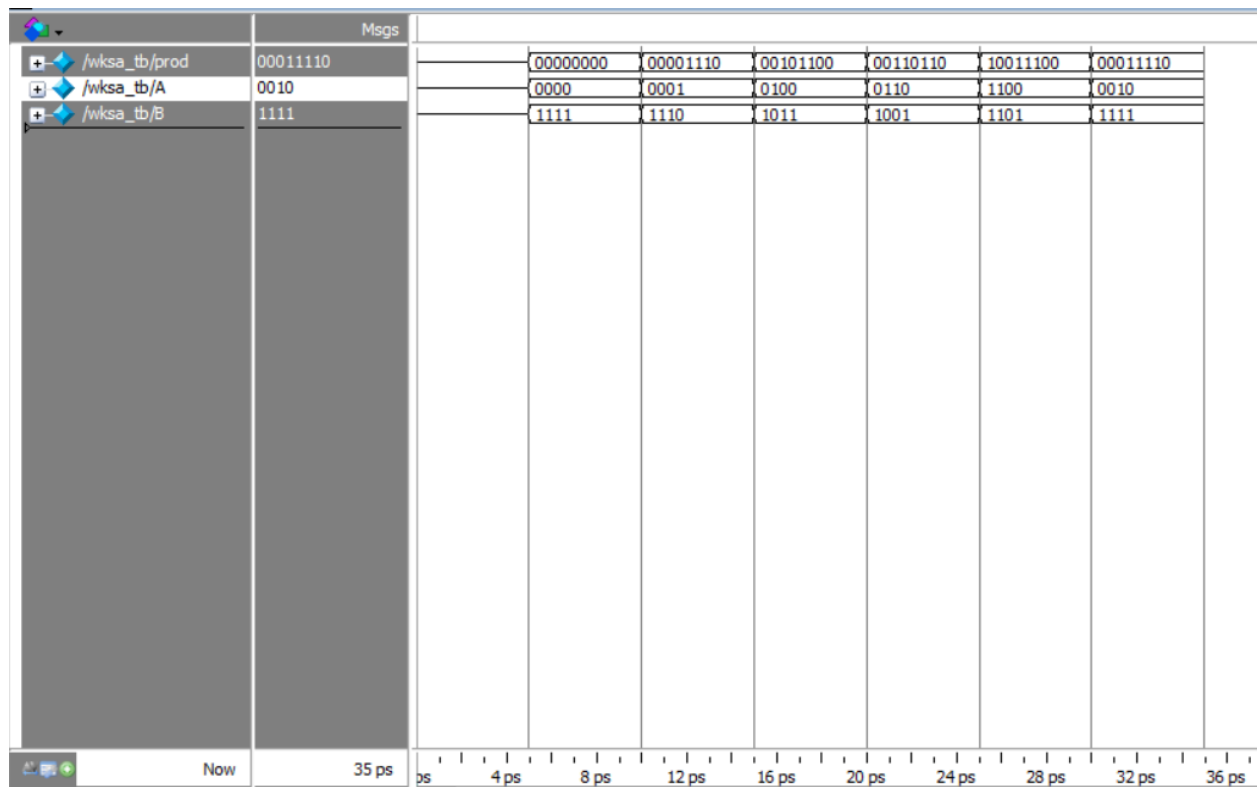 Msgs
/wksa_tb/prod 00011110 00000000 00001110 00101100 00110110 10011100 00011110
/wksa_tb/A 0010 0000 0001 0100 0110 1100 0010
/wksa_tb/B 1111 1111 1110 1011 1001 1101 1111
Now 35 ps 4 ps 8 ps 12 ps 16 ps 20 ps 24 ps 28 ps 32 ps 36 ps